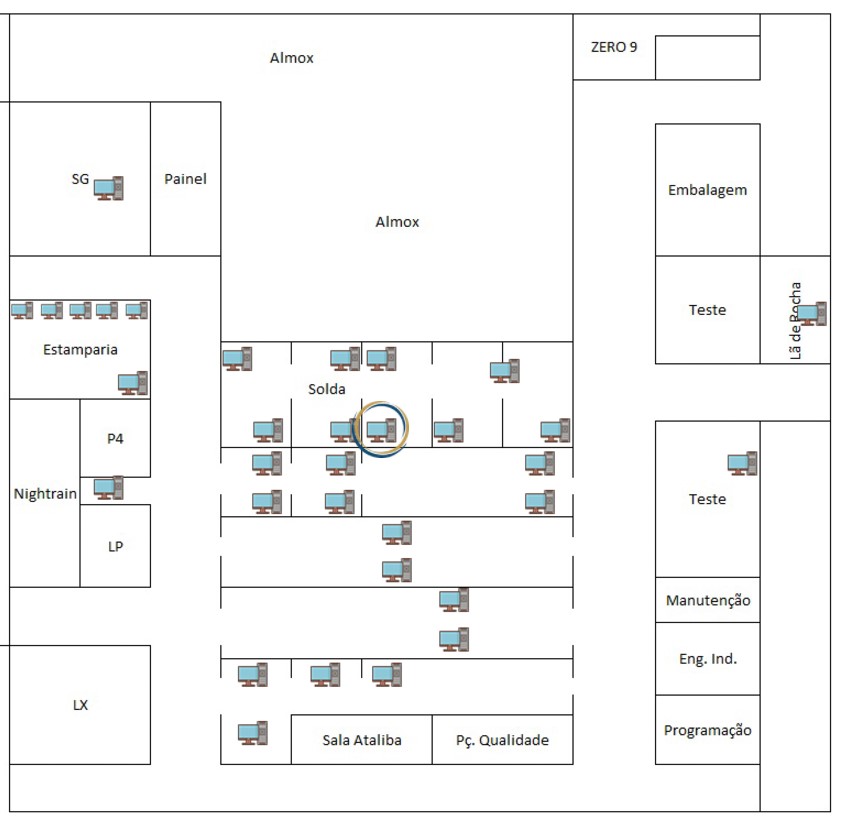 Almox
ZERO 9
SG
Painel
Almox
Embalagem
Teste
Lã de Rocha
Estamparia
Solda
P4
Nightrain
LP
Teste
Manutenção
Eng. Ind.
LX
Sala Ataliba
Pç. Qualidade
Programação